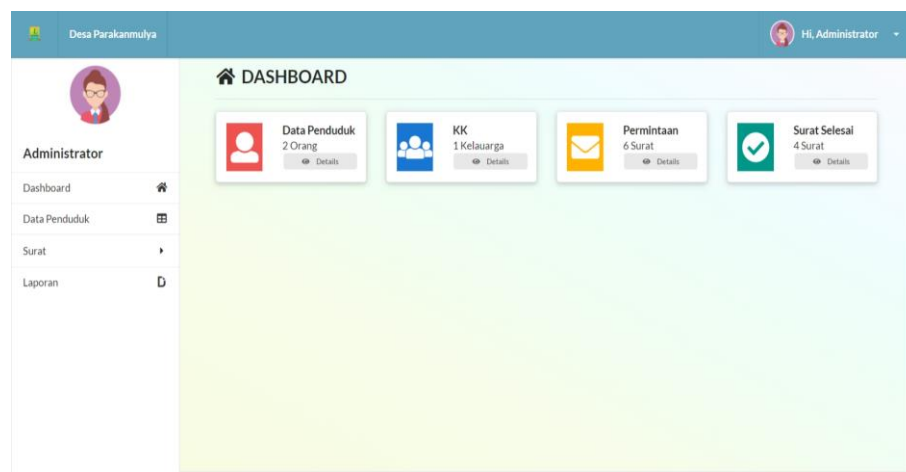 Desa Parakanmulya
Hi, Administrator
Administrator
Dashboard
Data Penduduk
Surat
Laporan
DASHBOARD
Data Penduduk
2 Orang
Details
KK
1 Kelauarga
Details
Permintaan
6 Surat
Details
Surat Selesai
4 Surat
Details